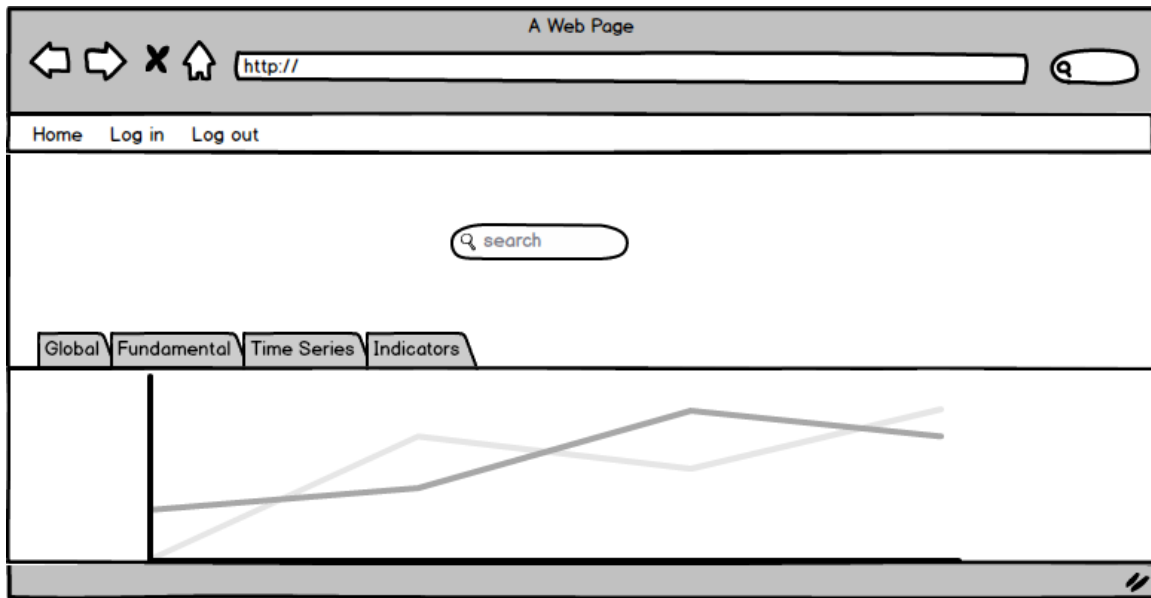 A Web Page
http://
Home Log in Log out
search
Global Fundamental Time Series Indicators